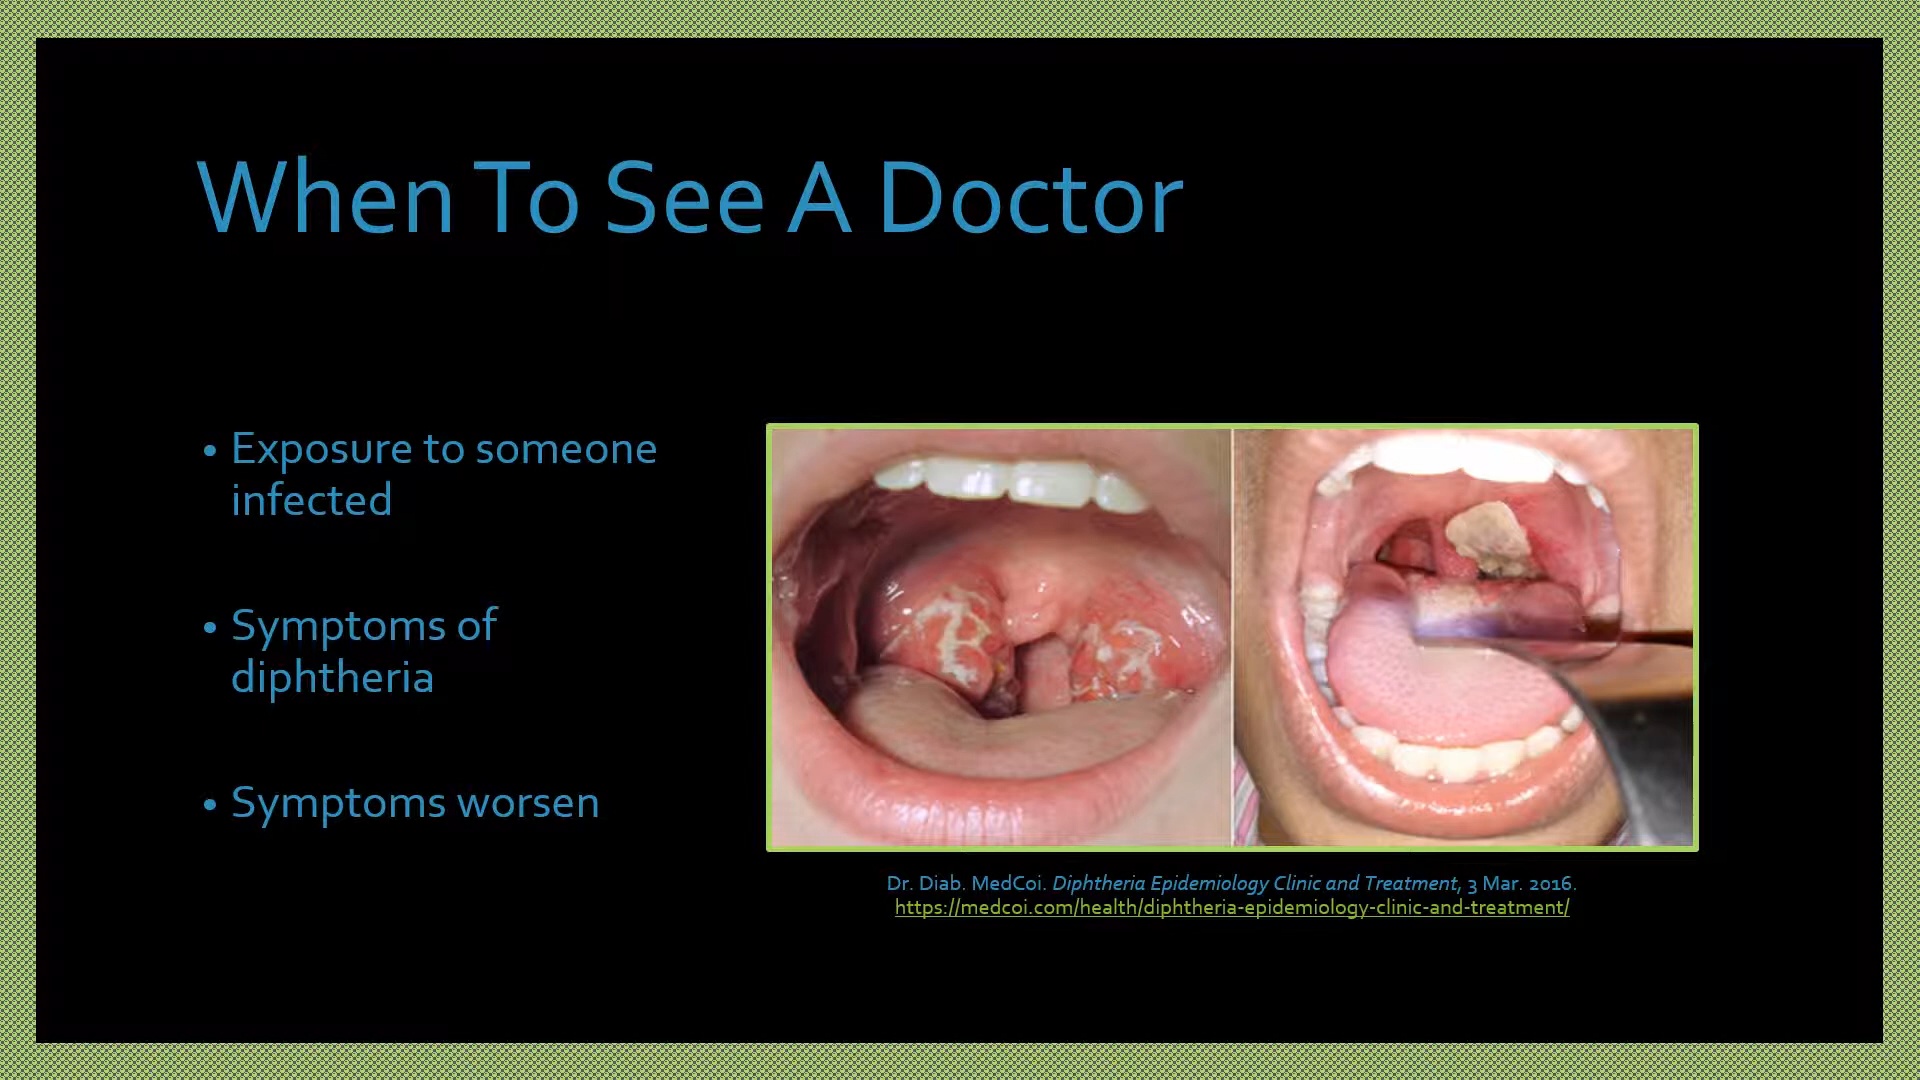 When To See A Doctor
• Exposure to someone
infected
• Symptoms of
diphtheria
• Symptoms worsen
Dr. Diab. MedCoi. Diphtheria Epidemiology Clinic and Treatment, 3 Mar. 2016.
https://medcoi.com/health/diphtheria-epidemiology-clinic-and-treatment/